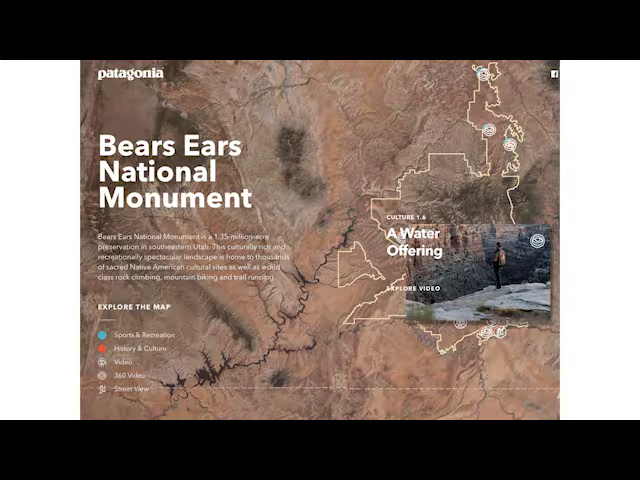 patagonia
Bears Ears
National
Monument
Bears Ears National Monument is a 1.35-million-acre
preservation in southeastern Utah. This culturally rich and
recreationally spectacular landscape is home to thousands
of sacred Native American cultural sites as well as world
class rock climbing, mountain biking and trail running.
EXPLORE THE MAP
Sports & Recreation
History & Culture
Video
360 Video
Street View
CULTURE 1.6
A Water
Offering
EXPLORE VIDEO